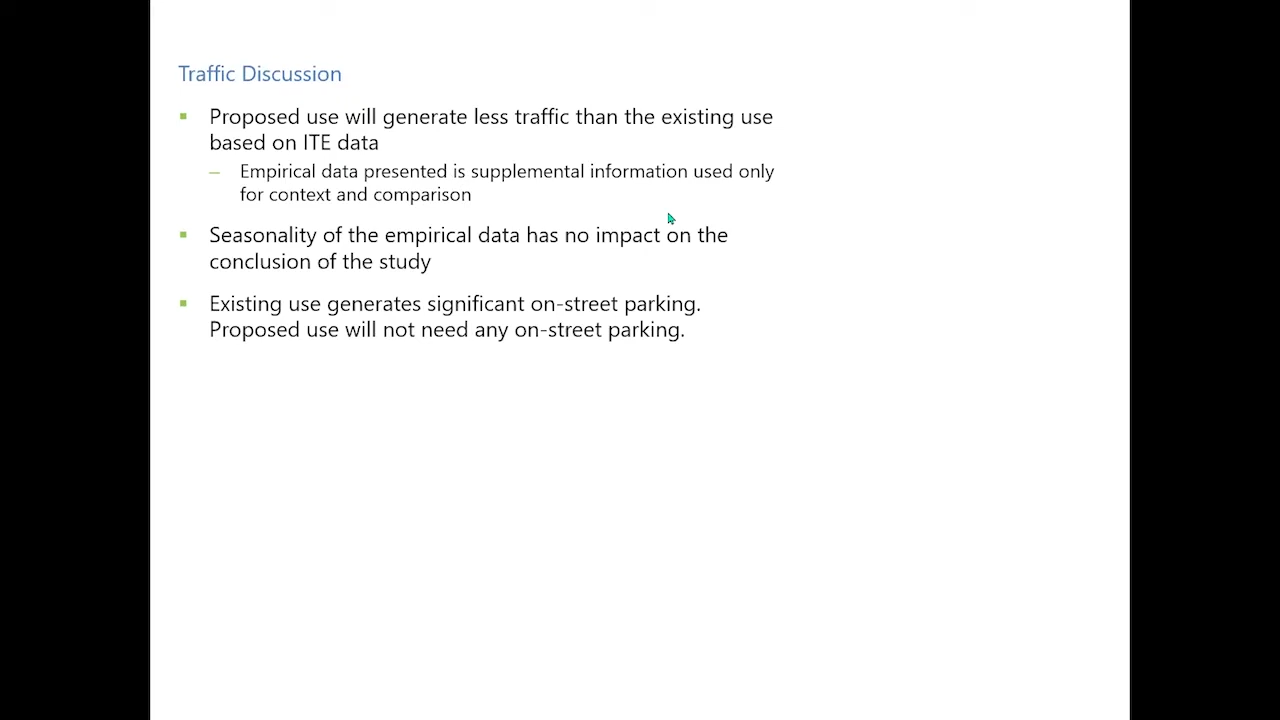 Traffic Discussion
Proposed use will generate less traffic than the existing use
based on ITE data
Empirical data presented is supplemental information used only
for context and comparison
Seasonality of the empirical data has no impact on the
conclusion of the study
Existing use generates significant on-street parking.
Proposed use will not need any on-street parking.